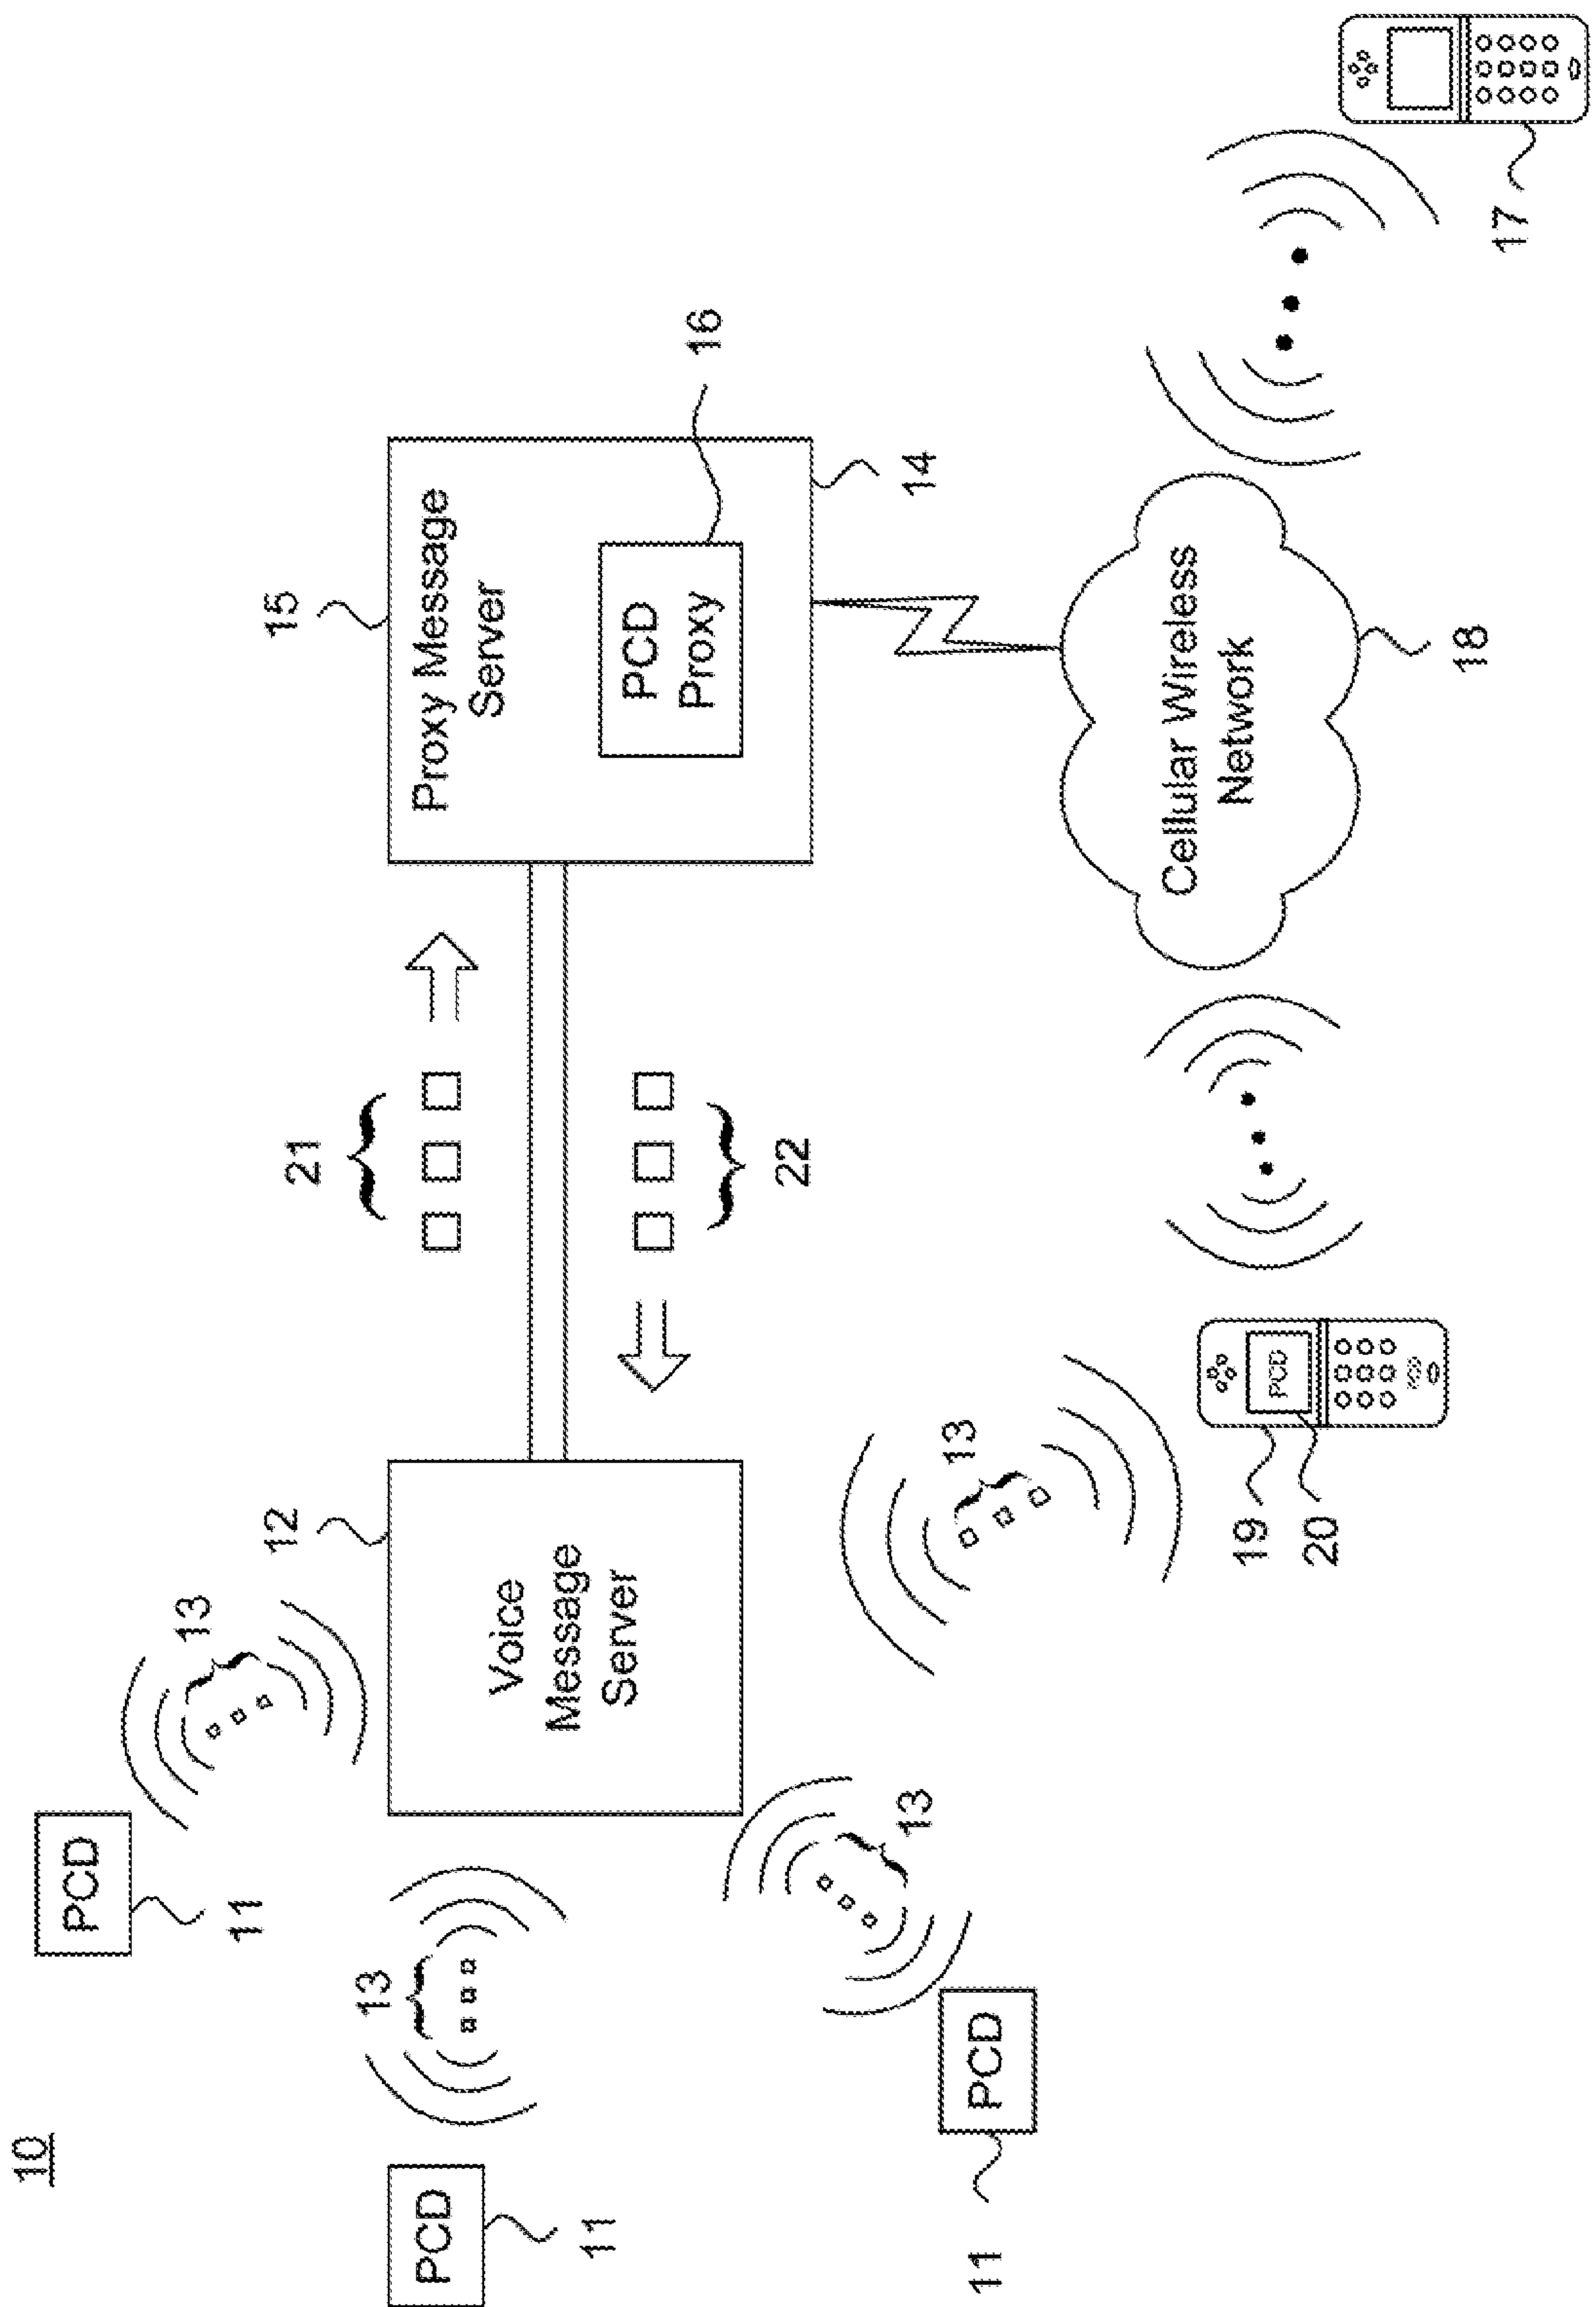 10
PCD
11
PCD
11
PCD
11
13
13
13
13
12
Voice
Message
Server
21
22
15
Proxy Message
Server
PCD
Proxy
16
14
Cellular Wireless
Network
18
PCD
19
20
17